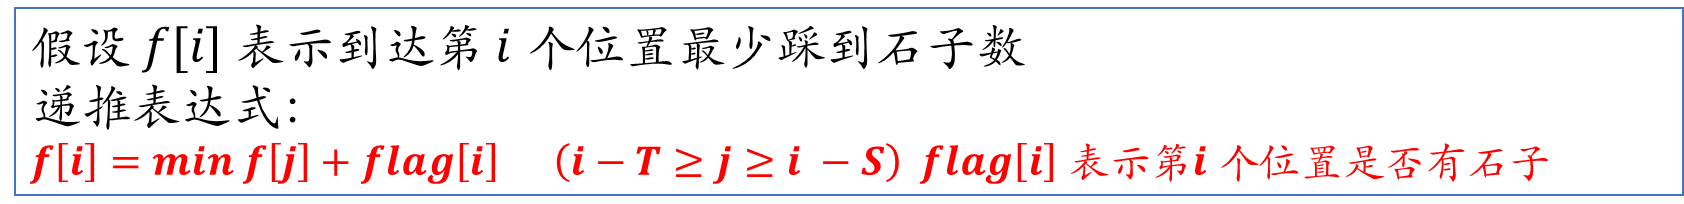 假设 f[i] 表示到达第 i 个位置最少踩到石子数
递推表达式：
f[i] = min f[j] + flag[i] (i − T ≥ j ≥ i − S) flag[i] 表示第i 个位置是否有石子